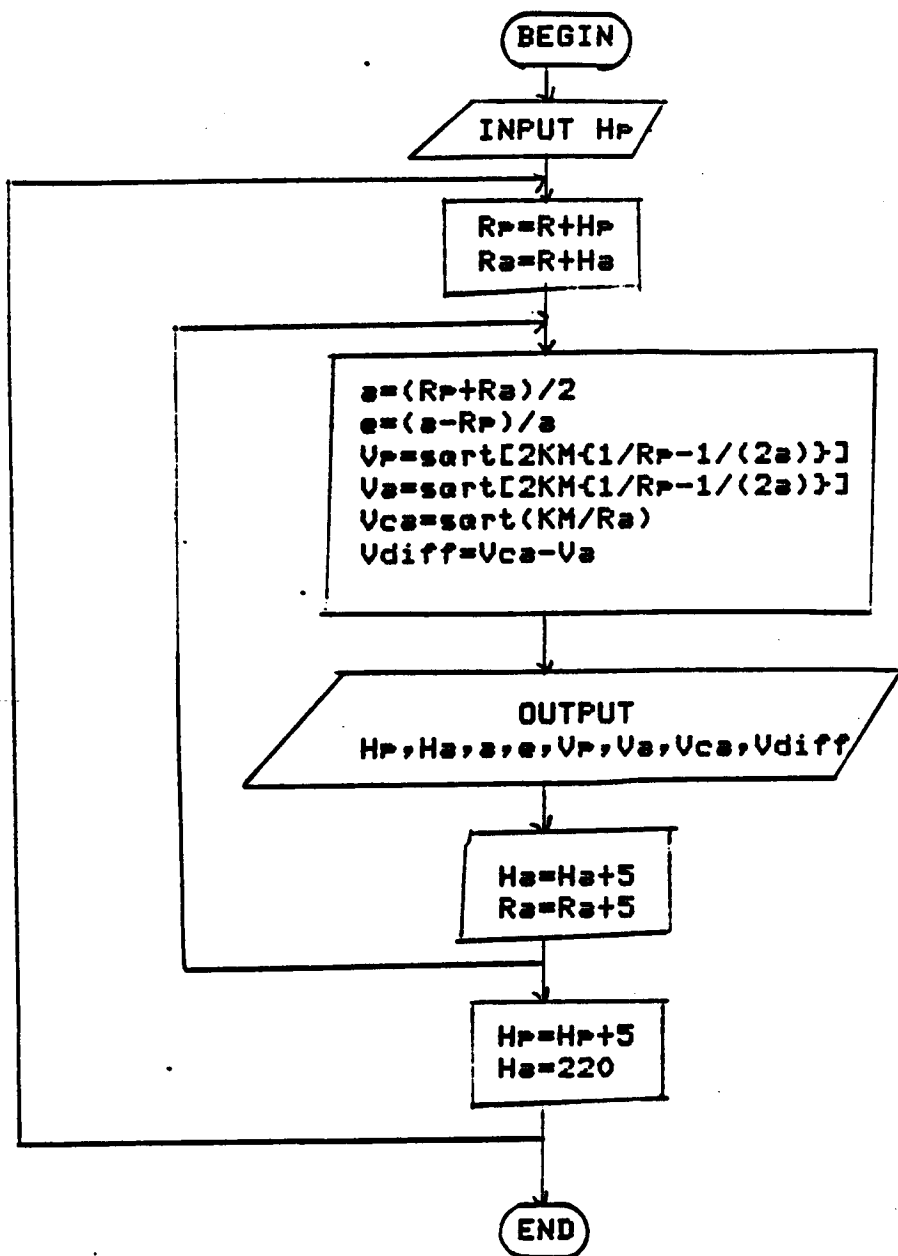 BEGIN
INPUT Hp
Rp=R+Hp
Ra=R+Ha
a=(Rp+Ra)/2
e=(a-Rp)/a
Vp=sqrt[2KM{1/Rp-1/(2a)}]
Va=sqrt[2KM{1/Rp-1/(2a)}]
Vca=sqrt(KM/Ra)
Vdiff=Vca-Va
OUTPUT
Hp,Ha,a,e,Vp,Va,Vca,Vdiff
Ha=Ha+5
Ra=Ra+5
Hp=Hp+5
Ha=220
END